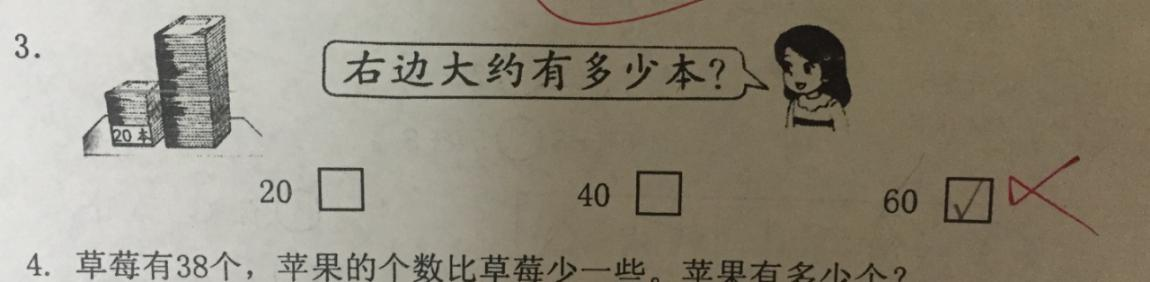 3.
右边大约有多少本?
20本
20 □ 40 □ 60 ☑
4. 草莓有38个，苹果的个数比草莓少一些。苹果有多少个?